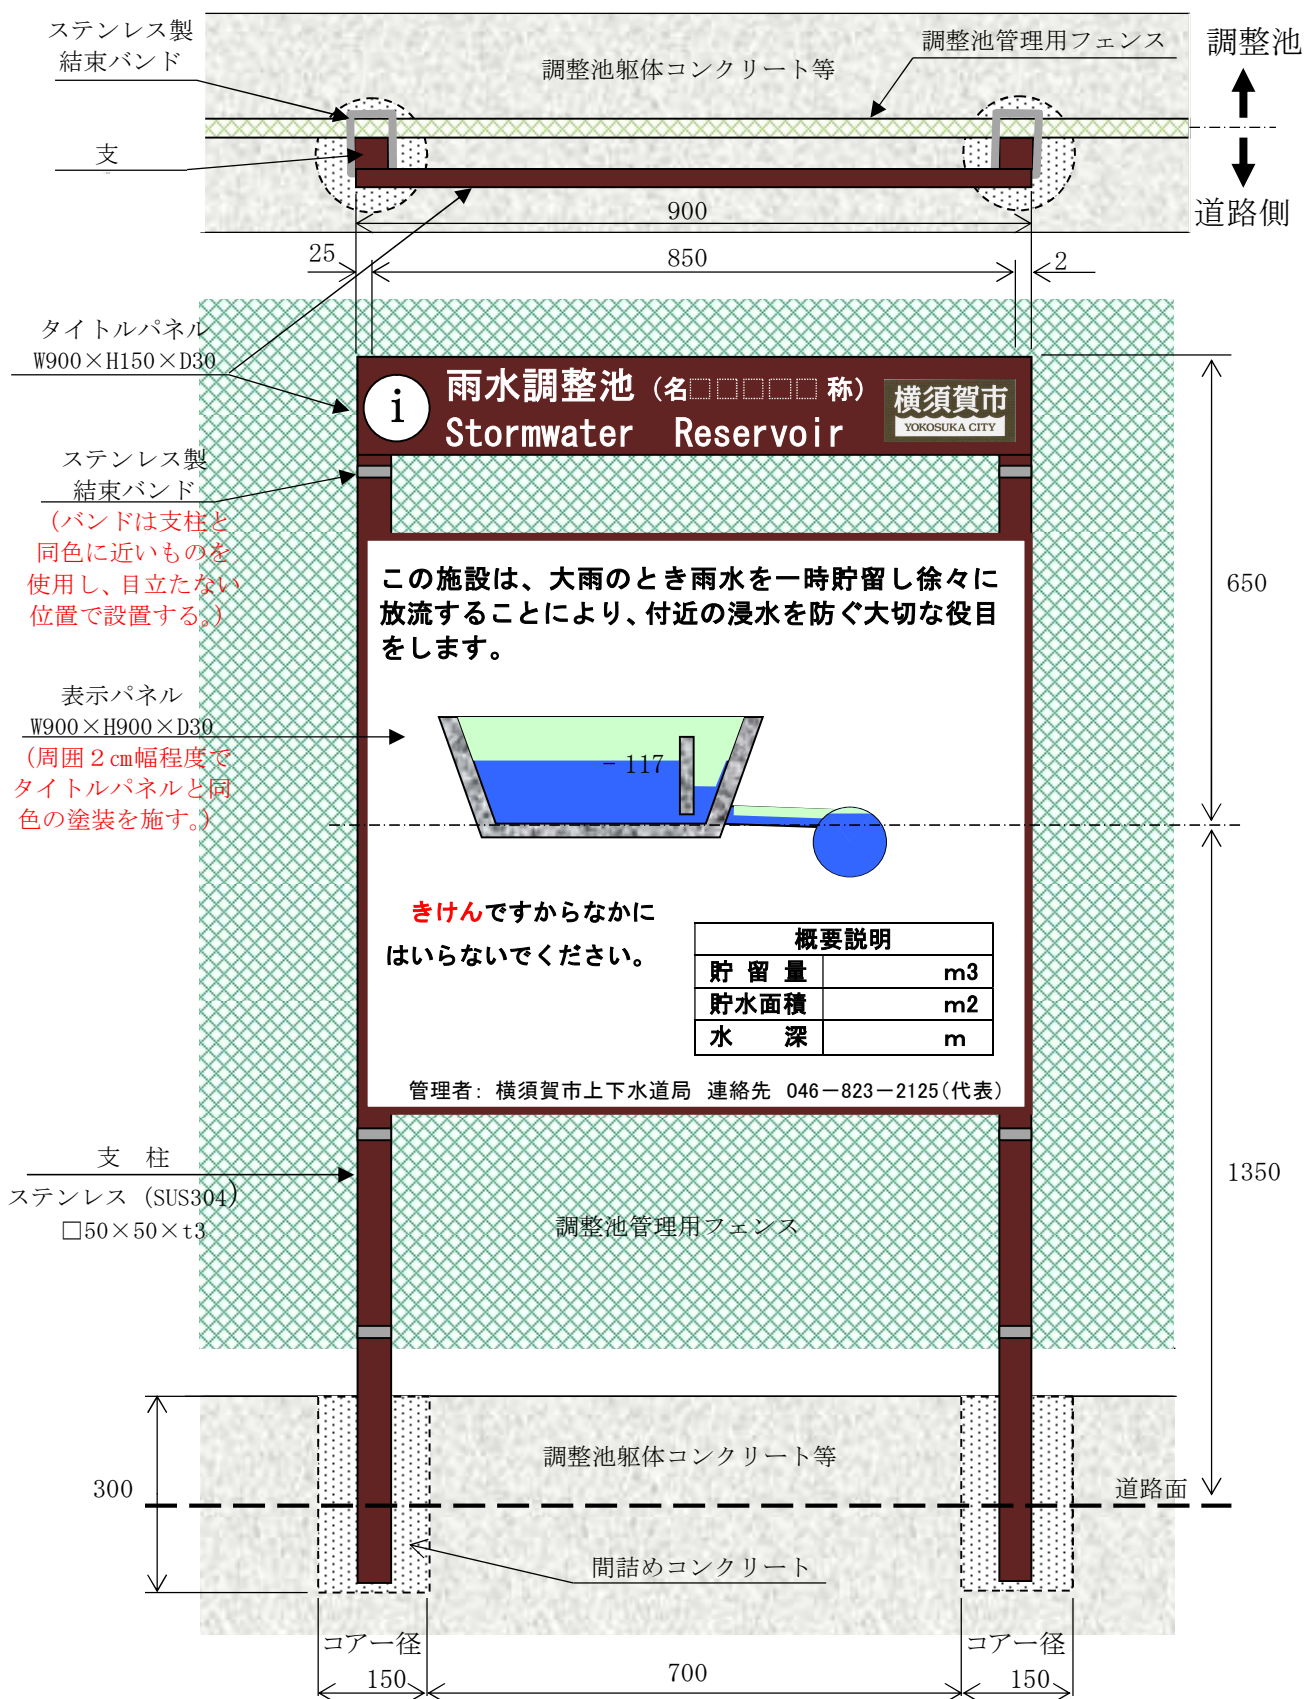 ステンレス製
結束バンド
調整池管理用フェンス
調整池
調整池躯体コンクリート等
支
道路側
900
25
850
2
タイトルパネル
W900×H150×D30
i
雨水調整池（名□□□□□称）
Stormwater Reservoir
横須賀市
YOKOSUKA CITY
ステンレス製
結束バンド
（バンドは支柱と
同色に近いものを
使用し、目立たない
位置で設置する。）
この施設は、大雨のとき雨水を一時貯留し徐々に
放流することにより、付近の浸水を防ぐ大切な役目
をします。
650
表示パネル
W900×H900×D30
（周囲２㎝幅程度で
タイトルパネルと同
色の塗装を施す。）
- 117
きけんですからなかに
はいらないでください。
概要説明
貯留量 m3
貯水面積 m2
水深 m
管理者：横須賀市上下水道局 連絡先 046－823－2125(代表)
支 柱
ステンレス（SUS304）
□50×50×t3
1350
調整池管理用フェンス
調整池躯体コンクリート等
300
道路面
間詰めコンクリート
コアー径
コアー径
150
700
150